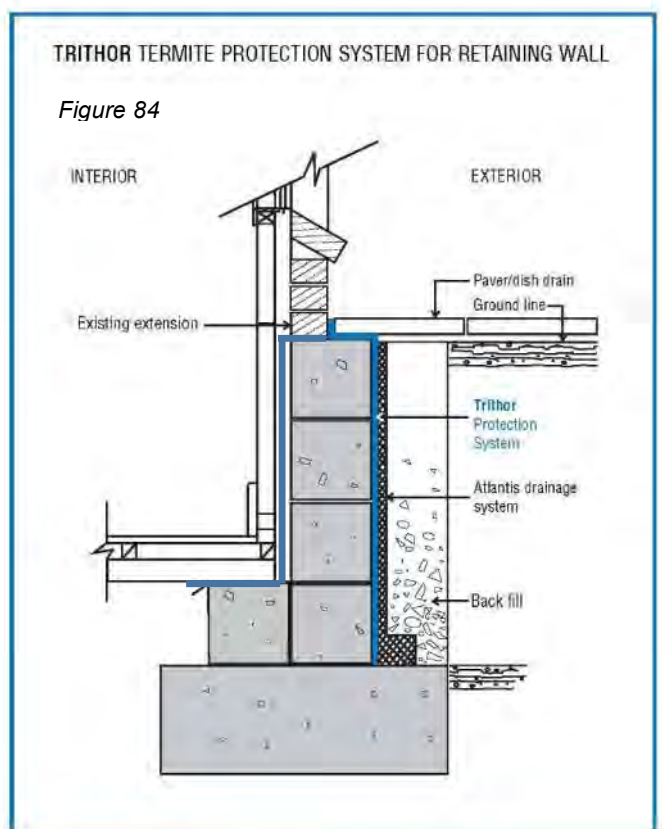 TRITHOR TERMITE PROTECTION SYSTEM FOR RETAINING WALL
Figure 84
INTERIOR
EXTERIOR
Paver/dish drain
Ground line
Existing extension
Trithor
Protection
System
Atlantis drainage
system
Back fill